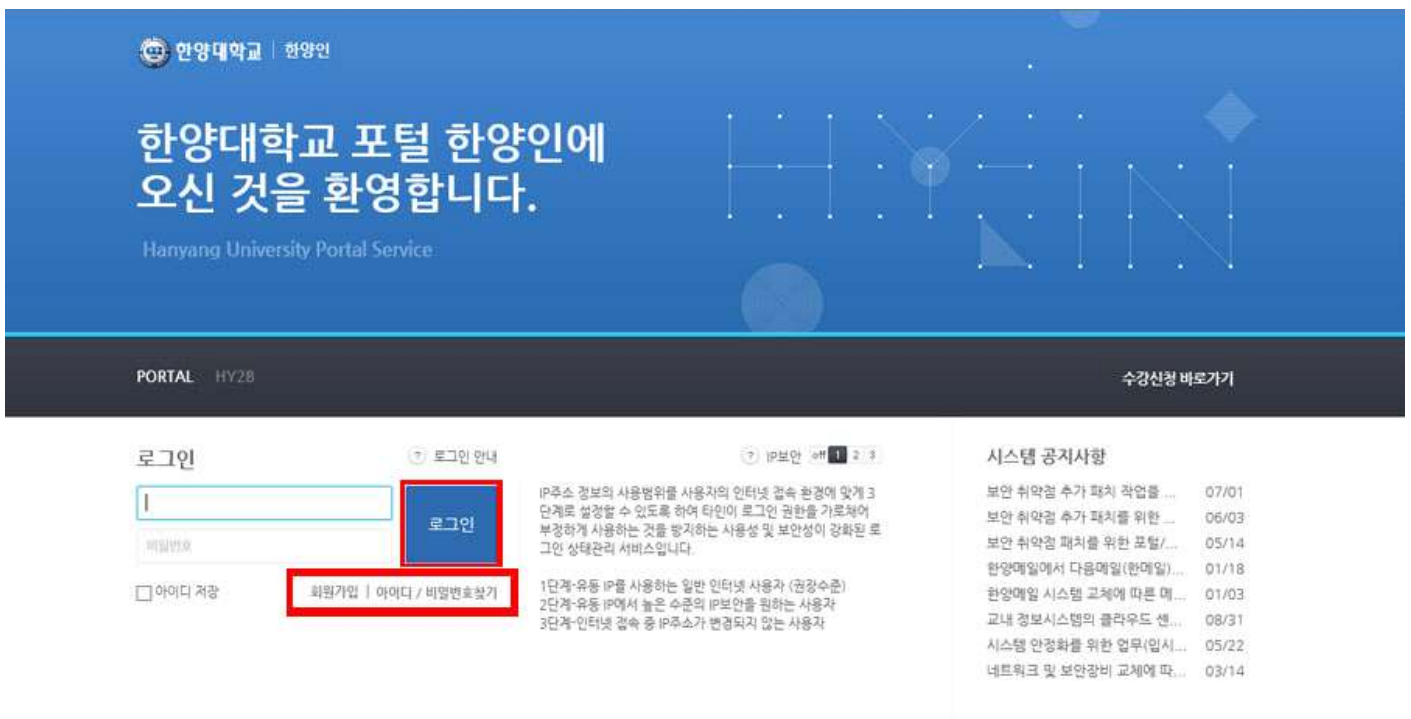 한양대학교 | 한양인
한양대학교 포털 한양인에
오신 것을 환영합니다.
Hanyang University Portal Service
PORTAL HY28
수강신청 바로가기
로그인
? 로그인 안내
비밀번호
로그인
아이디 저장
회원가입 | 아이디 / 비밀번호찾기
? IP보안 off 1 2 3
IP주소 정보의 사용범위를 사용자의 인터넷 접속 환경에 맞게 3
단계로 설정할 수 있도록 하여 타인이 로그인 권한을 가로채어
부정하게 사용하는 것을 방지하는 사용성 및 보안성이 강화된 로
그인 상태관리 서비스입니다.
1단계-유동 IP를 사용하는 일반 인터넷 사용자 (권장수준)
2단계-유동 IP에서 높은 수준의 IP보안을 원하는 사용자
3단계-인터넷 접속 중 IP주소가 변경되지 않는 사용자
시스템 공지사항
보안 취약점 추가 패치 작업을 ... 07/01
보안 취약점 추가 패치를 위한 ... 06/03
보안 취약점 패치를 위한 포털/... 05/14
한양메일에서 다음메일(한메일)... 01/18
한양메일 시스템 교체에 따른 메... 01/03
교내 정보시스템의 클라우드 센... 08/31
시스템 안정화를 위한 업무(입시... 05/22
네트워크 및 보안장비 교체에 따... 03/14